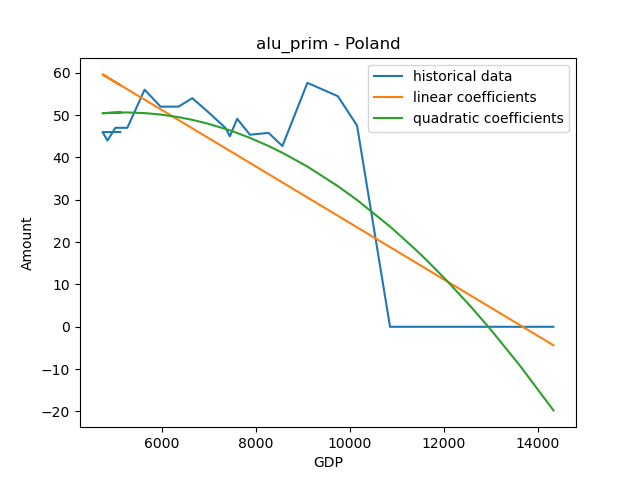 alu_prim - Poland
historical data
linear coefficients
quadratic coefficients
60
50
40
30
20
10
0
−10
−20
Amount
6000 8000 10000 12000 14000
GDP